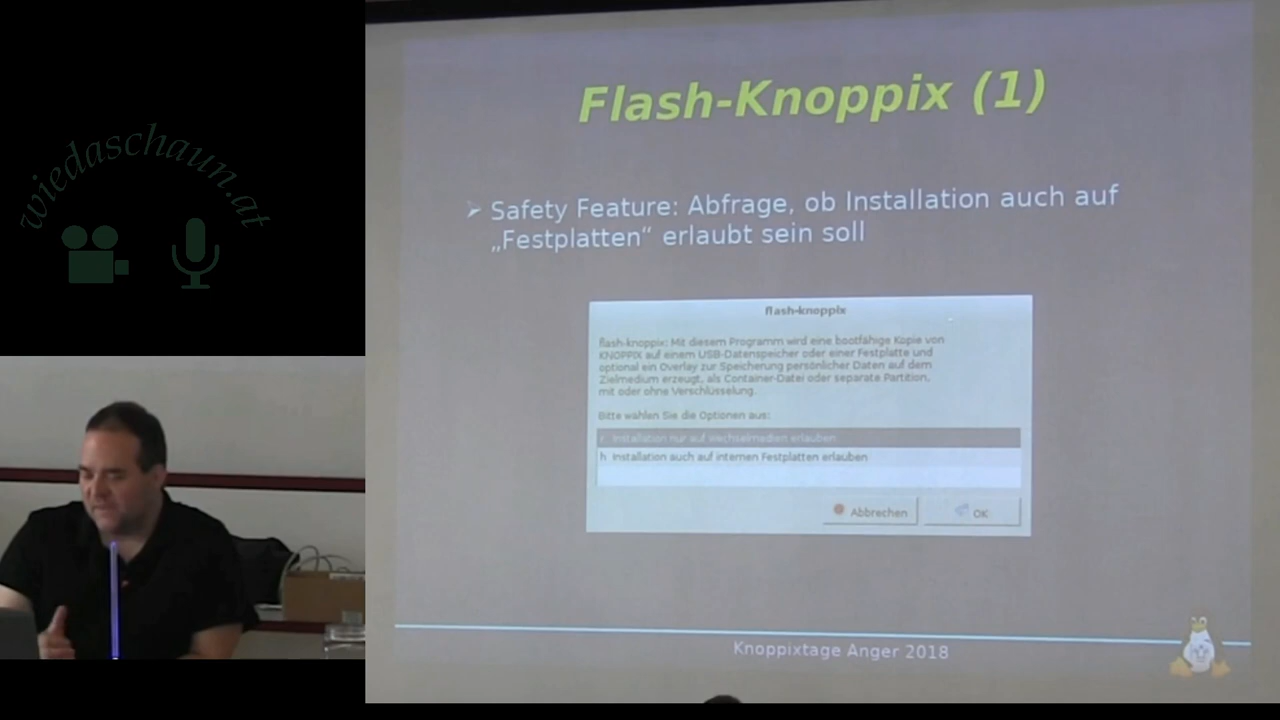 wiedaschaun.at
Flash-Knoppix (1)
Safety Feature: Abfrage, ob Installation auch auf
„Festplatten“ erlaubt sein soll
flash-knoppix
flash-knoppix: Mit diesem Programm wird eine bootfähige Kopie von
KNOPPIX auf einem USB-Datenspeicher oder einer Festplatte und
optional ein Overlay zur Speicherung persönlicher Daten auf dem
Zielmedium erzeugt, als Container-Datei oder separate Partition,
mit oder ohne Verschlüsselung.
Bitte wählen Sie die Optionen aus:
r Installation nur auf Wechselmedien erlauben
h Installation auch auf internen Festplatten erlauben
Abbrechen
OK
Knoppixtage Anger 2018